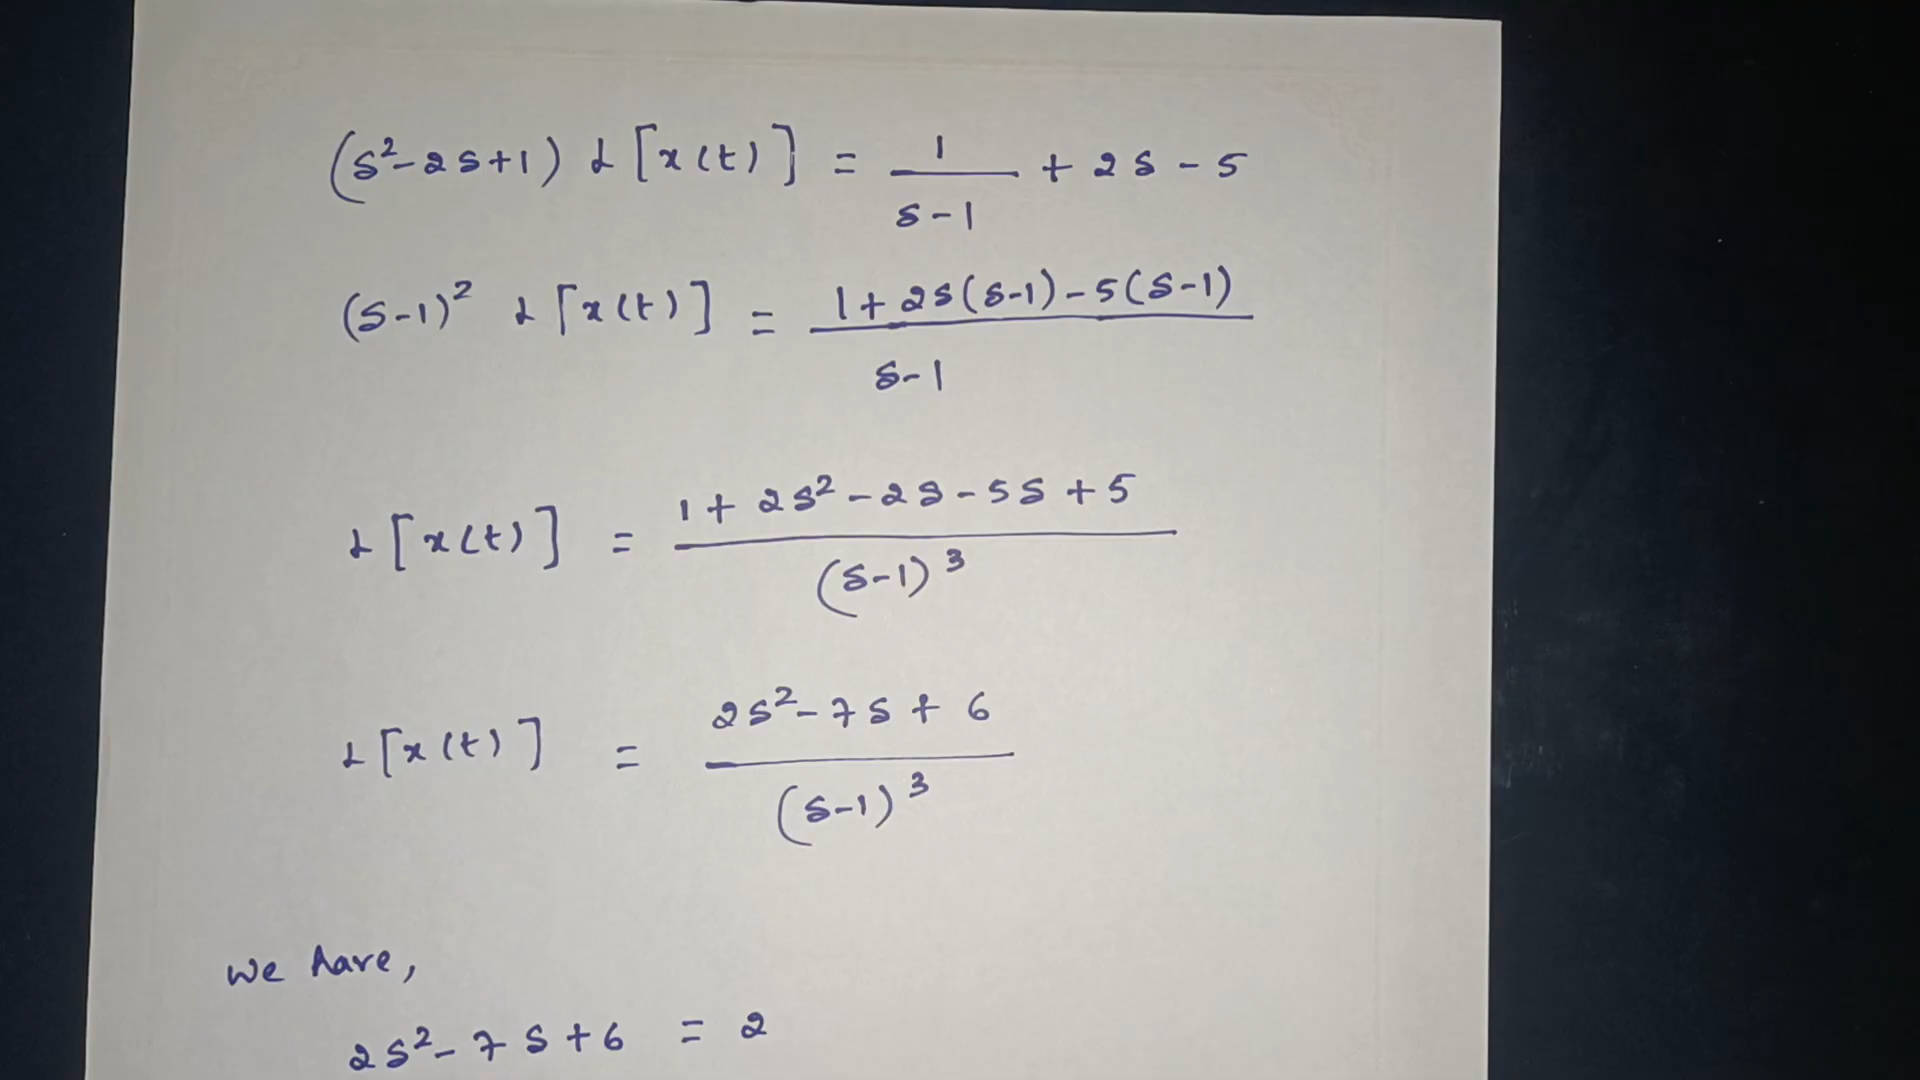 (s²-2s+1) L[x(t)] = 1/(s-1) + 2s - 5
(s-1)² L[x(t)] = (1+2s(s-1)-5(s-1))/(s-1)
L[x(t)] = (1+2s²-2s-5s+5)/(s-1)³
L[x(t)] = (2s²-7s+6)/(s-1)³
We have,
2s²-7s+6 = 2